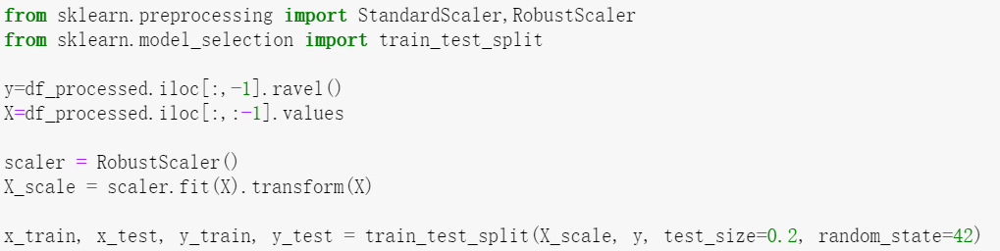 from sklearn.preprocessing import StandardScaler,RobustScaler
from sklearn.model_selection import train_test_split
y=df_processed.iloc[:,-1].ravel()
X=df_processed.iloc[:,:-1].values
scaler = RobustScaler()
X_scale = scaler.fit(X).transform(X)
x_train, x_test, y_train, y_test = train_test_split(X_scale, y, test_size=0.2, random_state=42)